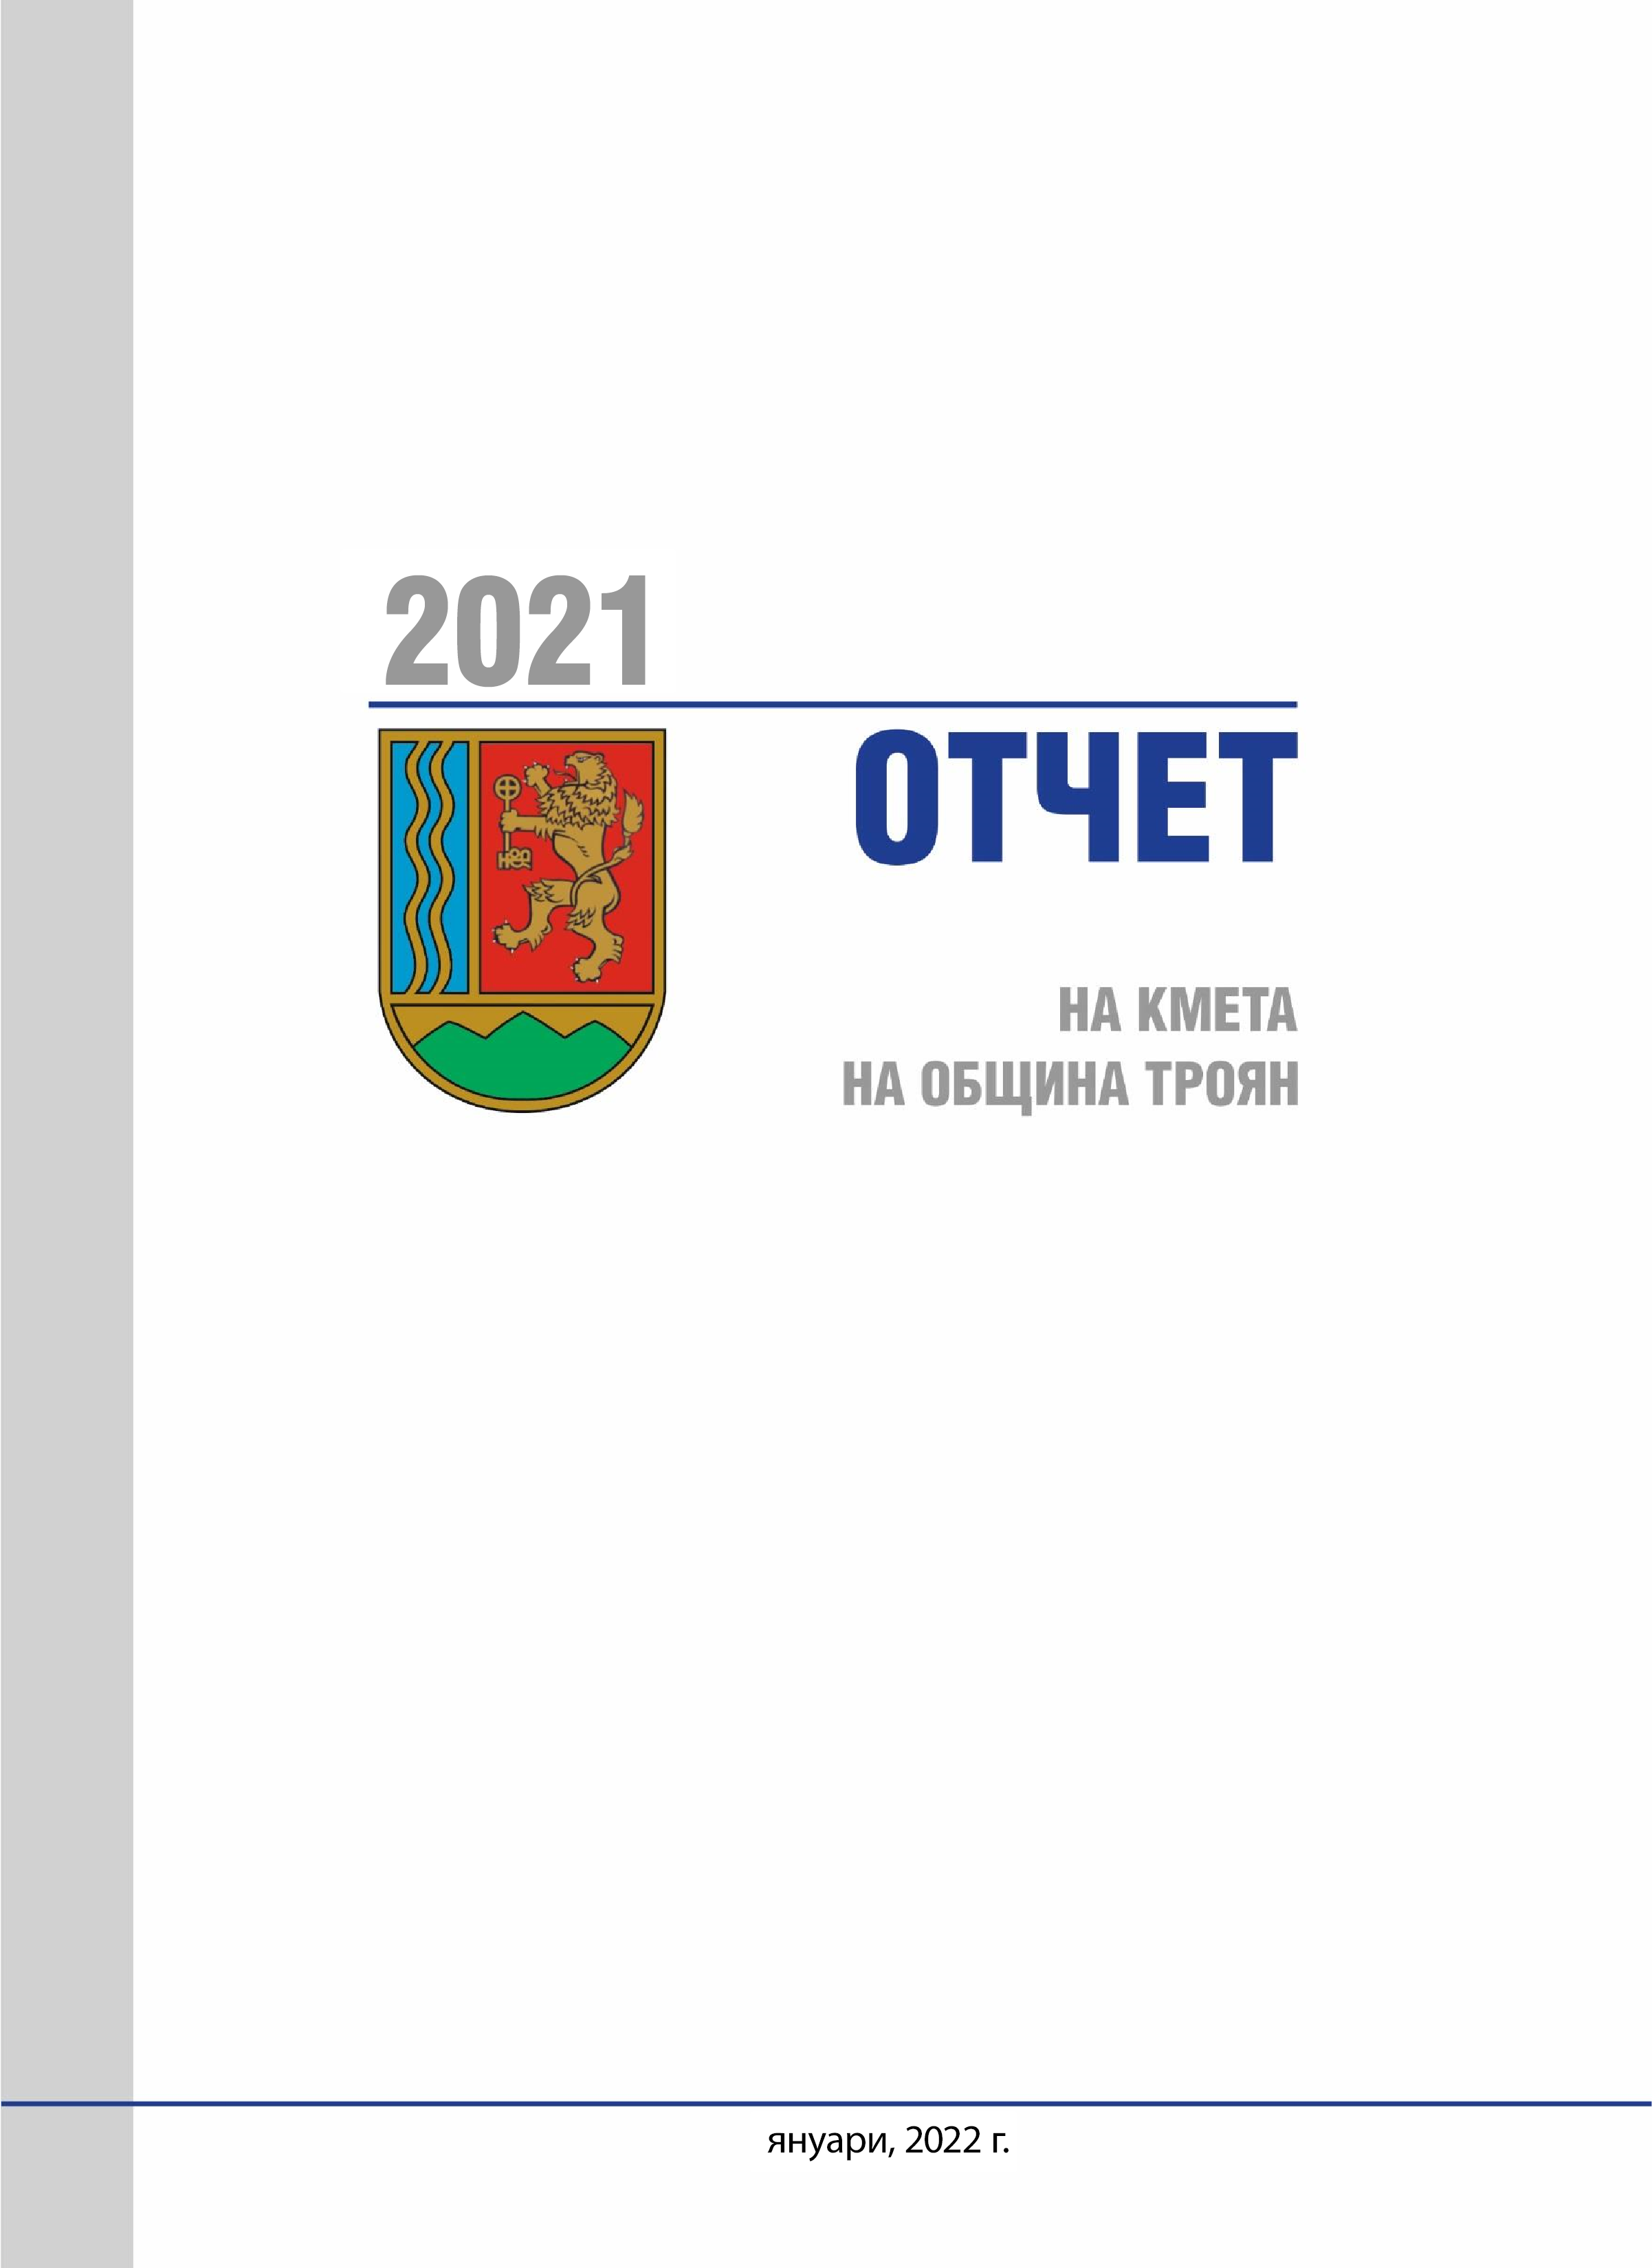 2021
ОТЧЕТ
НА КМЕТА
НА ОБЩИНА ТРОЯН
януари, 2022 г.